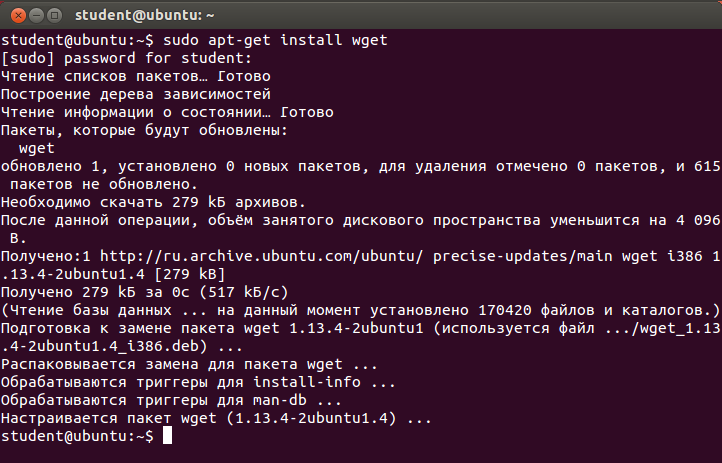 student@ubuntu: ~
student@ubuntu:~$ sudo apt-get install wget
[sudo] password for student:
Чтение списков пакетов… Готово
Построение дерева зависимостей
Чтение информации о состоянии… Готово
Пакеты, которые будут обновлены:
  wget
обновлено 1, установлено 0 новых пакетов, для удаления отмечено 0 пакетов, и 615
 пакетов не обновлено.
Необходимо скачать 279 kБ архивов.
После данной операции, объём занятого дискового пространства уменьшится на 4 096
 B.
Получено:1 http://ru.archive.ubuntu.com/ubuntu/ precise-updates/main wget i386 1
.13.4-2ubuntu1.4 [279 kB]
Получено 279 kБ за 0с (517 kБ/c)
(Чтение базы данных ... на данный момент установлено 170420 файлов и каталогов.)
Подготовка к замене пакета wget 1.13.4-2ubuntu1 (используется файл .../wget_1.13
.4-2ubuntu1.4_i386.deb) ...
Распаковывается замена для пакета wget ...
Обрабатываются триггеры для install-info ...
Обрабатываются триггеры для man-db ...
Настраивается пакет wget (1.13.4-2ubuntu1.4) ...
student@ubuntu:~$